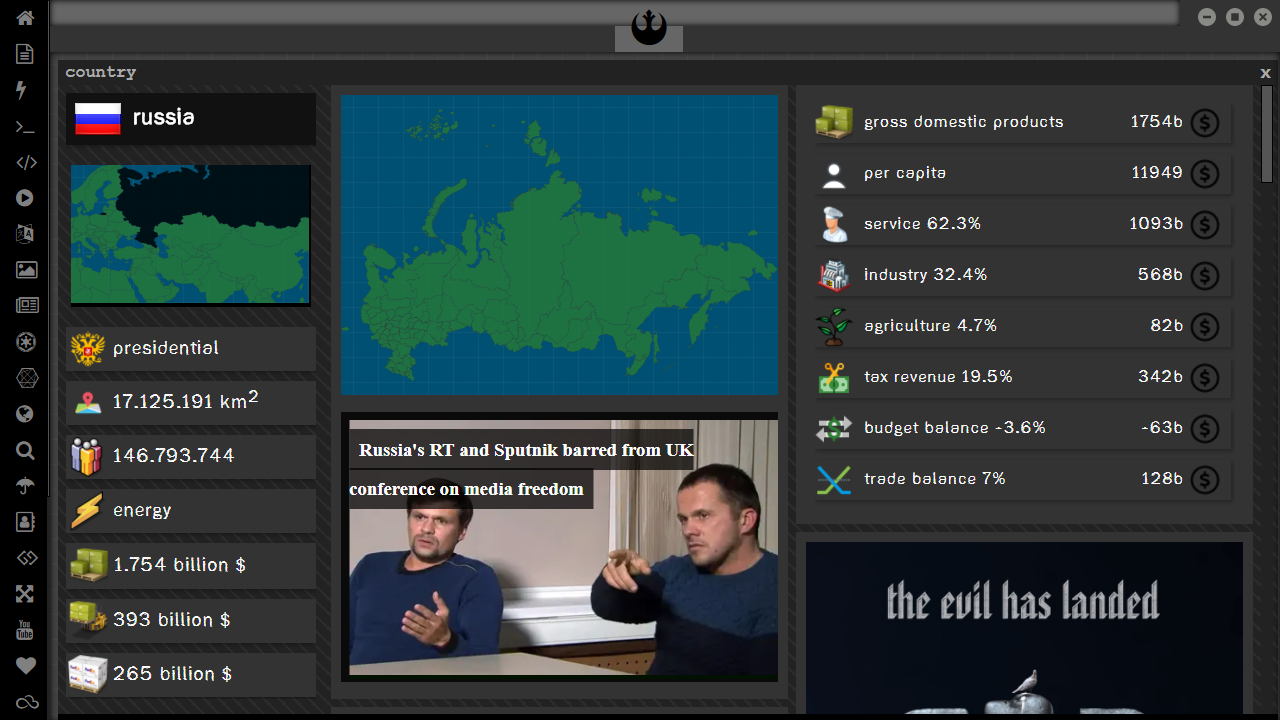 country
x
russia
presidential
17.125.191 km²
146.793.744
energy
1.754 billion $
393 billion $
265 billion $
Russia's RT and Sputnik barred from UK
conference on media freedom
gross domestic products 1754b
per capita 11949
service 62.3% 1093b
industry 32.4% 568b
agriculture 4.7% 82b
tax revenue 19.5% 342b
budget balance -3.6% -63b
trade balance 7% 128b
the evil has landed
You
Tube